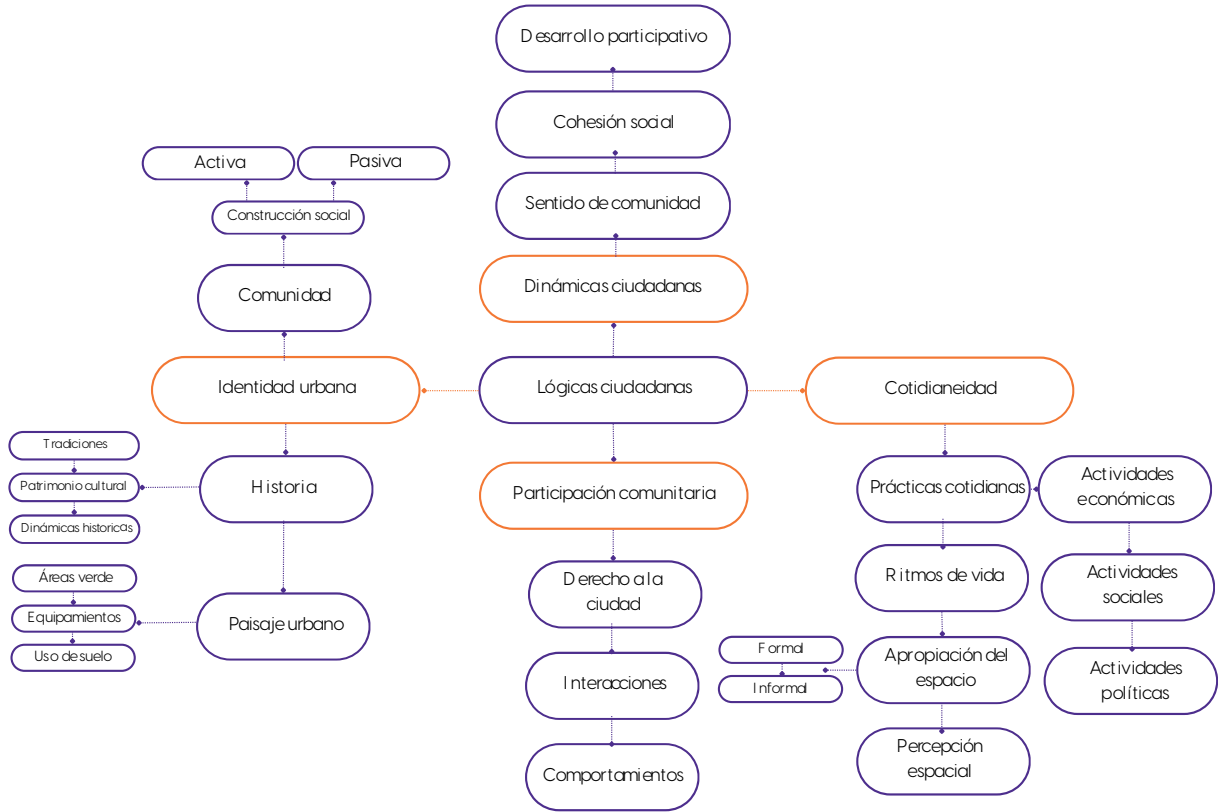 Desarrollo participativo
Cohesión social
Activa
Pasiva
Construcción social
Sentido de comunidad
Comunidad
Dinámicas ciudadanas
Identidad urbana
Lógicas ciudadanas
Cotidianeidad
Tradiciones
Patrimonio cultural
Dinámicas historicas
Historia
Participación comunitaria
Prácticas cotidianas
Actividades
económicas
Áreas verde
Equipamientos
Uso de suelo
Paisaje urbano
Derecho a la
ciudad
Ritmos de vida
Actividades
sociales
Interacciones
Formal
Informal
Apropiación del
espacio
Actividades
políticas
Comportamientos
Percepción
espacial